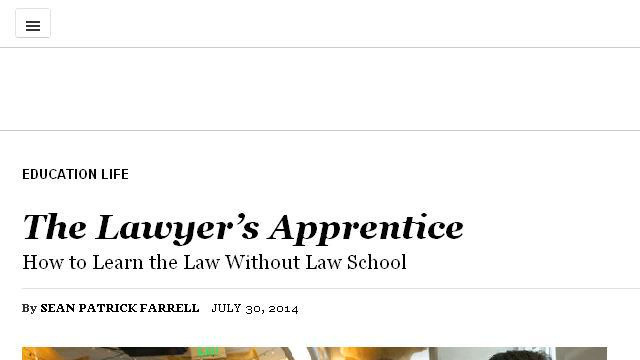 EDUCATION LIFE
The Lawyer’s Apprentice
How to Learn the Law Without Law School
By SEAN PATRICK FARRELL JULY 30, 2014